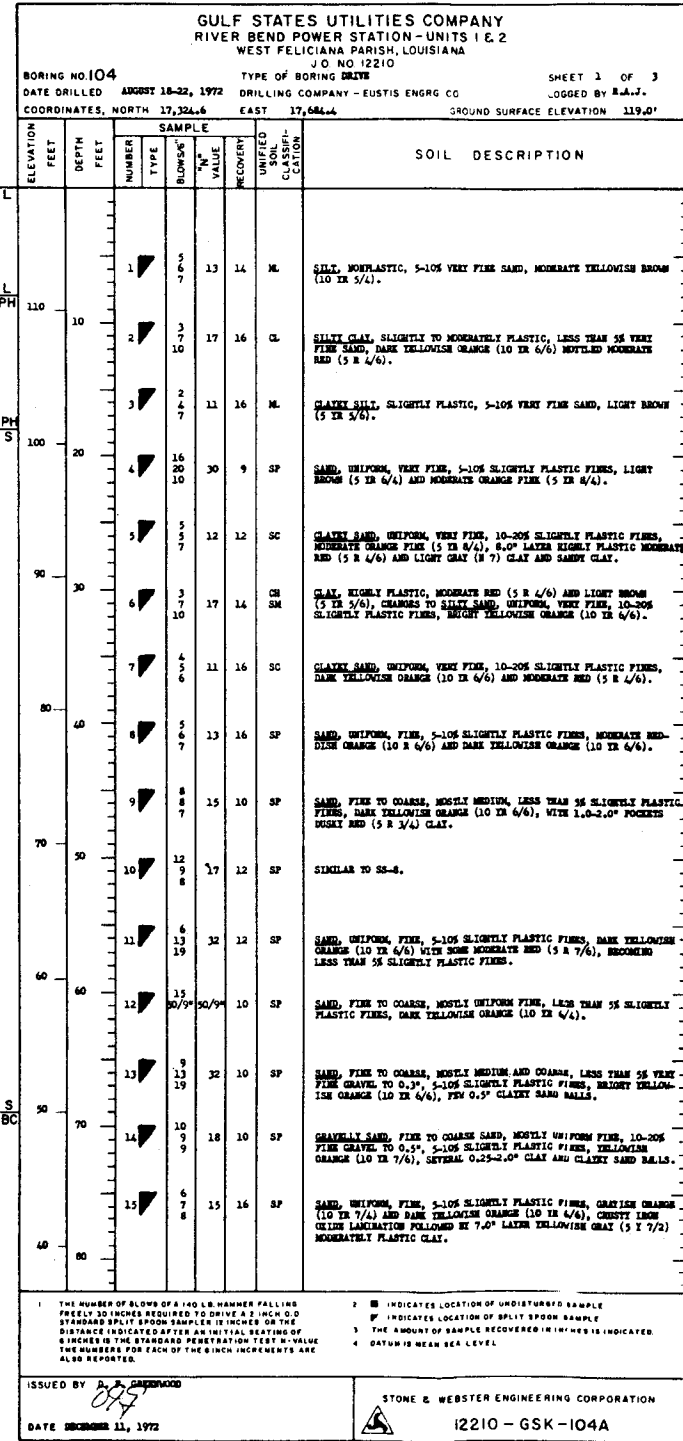 GULF STATES UTILITIES COMPANY
RIVER BEND POWER STATION - UNITS 1 & 2
WEST FELICIANA PARISH, LOUISIANA
J.O. NO. 12210
BORING NO. 104 TYPE OF BORING DRIVE SHEET 1 OF 3
DATE DRILLED AUGUST 18-22, 1972 DRILLING COMPANY - EUSTIS ENGRG CO LOGGED BY R.A.J.
COORDINATES, NORTH 17,324.6 EAST 17,684.4 GROUND SURFACE ELEVATION 119.0'
ELEVATION FEET DEPTH FEET SAMPLE NUMBER TYPE BLOWS/6" "N" VALUE RECOVERY UNIFIED SOIL CLASSIFI-CATION SOIL DESCRIPTION
L
1 5 6 7 13 14 ML SILT, NONPLASTIC, 5-10% VERY FINE SAND, MODERATE YELLOWISH BROWN
(10 YR 5/4).
L
PH
110
10
2 3 7 10 17 16 CL SILTY CLAY, SLIGHTLY TO MODERATELY PLASTIC, LESS THAN 5% VERY
FINE SAND, DARK YELLOWISH ORANGE (10 YR 6/6) MOTTLED MODERATE
RED (5 R 4/6).
3 2 4 7 11 16 ML CLAYEY SILT, SLIGHTLY PLASTIC, 5-10% VERY FINE SAND, LIGHT BROWN
(5 YR 5/6).
PH
S
100
20
4 16 20 10 30 9 SP SAND, UNIFORM, VERY FINE, 5-10% SLIGHTLY PLASTIC FINES, LIGHT
BROWN (5 YR 6/4) AND MODERATE ORANGE PINK (5 YR 8/4).
5 5 5 7 12 12 SC CLAYEY SAND, UNIFORM, VERY FINE, 10-20% SLIGHTLY PLASTIC FINES,
MODERATE ORANGE PINK (5 YR 8/4), 8.0" LAYER HIGHLY PLASTIC MODERATE
RED (5 R 4/6) AND LIGHT GRAY (N 7) CLAY AND SANDY CLAY.
90
30
6 3 7 10 17 14 CH SM CLAY, HIGHLY PLASTIC, MODERATE RED (5 R 4/6) AND LIGHT BROWN
(5 YR 5/6), CHANGES TO SILTY SAND, UNIFORM, VERY FINE, 10-20%
SLIGHTLY PLASTIC FINES, BRIGHT YELLOWISH ORANGE (10 YR 6/6).
7 4 5 6 11 16 SC CLAYEY SAND, UNIFORM, VERY FINE, 10-20% SLIGHTLY PLASTIC FINES,
DARK YELLOWISH ORANGE (10 YR 6/6) AND MODERATE RED (5 R 4/6).
80
40
8 5 6 7 13 16 SP SAND, UNIFORM, FINE, 5-10% SLIGHTLY PLASTIC FINES, MODERATE RED-
DISH ORANGE (10 R 6/6) AND DARK YELLOWISH ORANGE (10 YR 6/6).
9 8 8 7 15 10 SP SAND, FINE TO COARSE, MOSTLY MEDIUM, LESS THAN 5% SLIGHTLY PLASTIC
FINES, DARK YELLOWISH ORANGE (10 YR 6/6), WITH 1.0-2.0" POCKETS
DUSKY RED (5 R 3/4) CLAY.
70
50
10 12 9 8 17 12 SP SIMILAR TO SS-8.
11 6 13 19 32 12 SP SAND, UNIFORM, FINE, 5-10% SLIGHTLY PLASTIC FINES, DARK YELLOWISH
ORANGE (10 YR 6/6) WITH SOME MODERATE RED (5 R 7/6), BECOMING
LESS THAN 5% SLIGHTLY PLASTIC FINES.
60
60
12 15 50/9" 50/9" 10 SP SAND, FINE TO COARSE, MOSTLY UNIFORM FINE, LESS THAN 5% SLIGHTLY
PLASTIC FINES, DARK YELLOWISH ORANGE (10 YR 6/4).
13 9 13 19 32 10 SP SAND, FINE TO COARSE, MOSTLY MEDIUM AND COARSE, LESS THAN 5% VERY
FINE GRAVEL TO 0.3", 5-10% SLIGHTLY PLASTIC FINES, BRIGHT YELLOW-
ISH ORANGE (10 YR 6/6), FEW 0.5" CLAYEY SAND BALLS.
S
BC
50
70
14 10 9 9 18 10 SP GRAVELLY SAND, FINE TO COARSE SAND, MOSTLY UNIFORM FINE, 10-20%
FINE GRAVEL TO 0.5", 5-10% SLIGHTLY PLASTIC FINES, YELLOWISH
ORANGE (10 YR 7/6), SEVERAL 0.25-2.0" CLAY AND CLAYEY SAND BALLS.
15 6 7 8 15 16 SP SAND, UNIFORM, FINE, 5-10% SLIGHTLY PLASTIC FINES, GRAYISH ORANGE
(10 YR 7/4) AND DARK YELLOWISH ORANGE (10 YR 6/6), CRUSTY IRON
OXIDE LAMINATION FOLLOWED BY 7.0" LAYER YELLOWISH GRAY (5 Y 7/2)
MODERATELY PLASTIC CLAY.
40
80
1 THE NUMBER OF BLOWS OF A 140 LB. HAMMER FALLING
FREELY 30 INCHES REQUIRED TO DRIVE A 2 INCH O.D
STANDARD SPLIT SPOON SAMPLER 12 INCHES OR THE
DISTANCE INDICATED AFTER AN INITIAL SEATING OF
6 INCHES IS THE STANDARD PENETRATION TEST N-VALUE
THE NUMBERS FOR EACH OF THE 6 INCH INCREMENTS ARE
ALSO REPORTED.
2 INDICATES LOCATION OF UNDISTURBED SAMPLE
INDICATES LOCATION OF SPLIT SPOON SAMPLE
3 THE AMOUNT OF SAMPLE RECOVERED IN INCHES IS INDICATED.
4 DATUM IS MEAN SEA LEVEL
ISSUED BY D. P. GREENWOOD
DATE DECEMBER 11, 1972
STONE & WEBSTER ENGINEERING CORPORATION
12210 - GSK - 104A